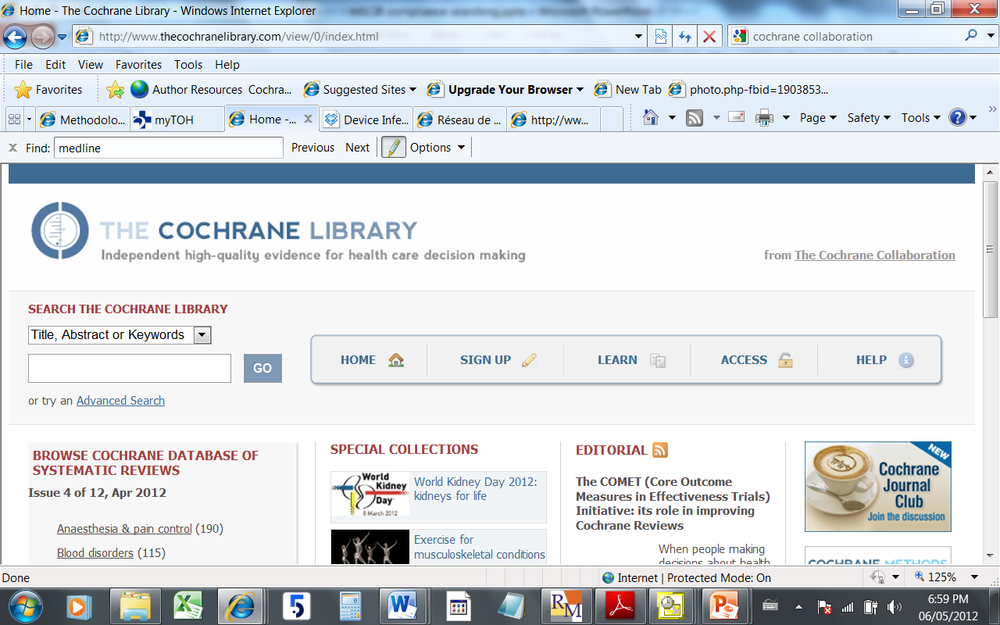 Home - The Cochrane Library - Windows Internet Explorer
http://www.thecochranelibrary.com/view/0/index.html
cochrane collaboration
File Edit View Favorites Tools Help
Favorites Author Resources Cochra... Suggested Sites Upgrade Your Browser New Tab photo.php-fbid=1903853...
Methodolo... myTOH Home -... Device Infe... Réseau de ... http://ww... Page Safety Tools
Find: medline Previous Next Options
THE COCHRANE LIBRARY
Independent high-quality evidence for health care decision making
from The Cochrane Collaboration
SEARCH THE COCHRANE LIBRARY
Title, Abstract or Keywords
GO
HOME SIGN UP LEARN ACCESS HELP
or try an Advanced Search
BROWSE COCHRANE DATABASE OF
SYSTEMATIC REVIEWS
Issue 4 of 12, Apr 2012
Anaesthesia & pain control (190)
Blood disorders (115)
SPECIAL COLLECTIONS
World
Kidney
Day
8 March 2012
World Kidney Day 2012:
kidneys for life
Exercise for
musculoskeletal conditions
EDITORIAL
The COMET (Core Outcome
Measures in Effectiveness Trials)
Initiative: its role in improving
Cochrane Reviews
When people making
decisions about health
NEW
Cochrane
Journal
Club
Join the discussion
COCHRANE METHODS
Done
Internet | Protected Mode: On
125%
5
RM
6:59 PM
06/05/2012